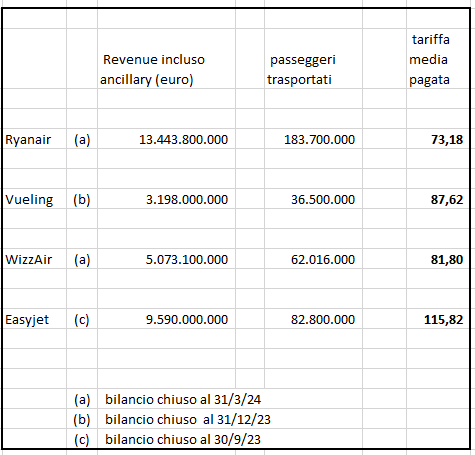 Revenue incluso ancillary (euro) passeggeri trasportati tariffa media pagata
Ryanair (a) 13.443.800.000 183.700.000 73,18
Vueling (b) 3.198.000.000 36.500.000 87,62
WizzAir (a) 5.073.100.000 62.016.000 81,80
Easyjet (c) 9.590.000.000 82.800.000 115,82
(a) bilancio chiuso al 31/3/24
(b) bilancio chiuso al 31/12/23
(c) bilancio chiuso al 30/9/23